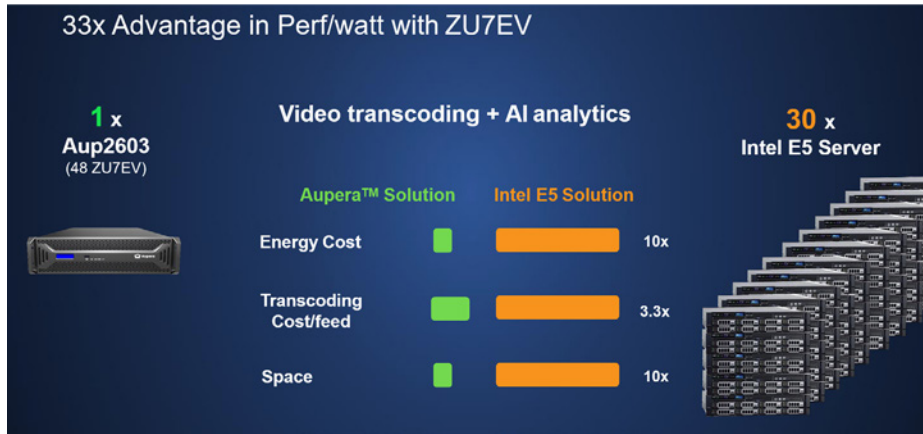 33x Advantage in Perf/watt with ZU7EV
1 x
Aup2603
(48 ZU7EV)
Video transcoding + AI analytics
30 x
Intel E5 Server
Aupera™ Solution
Intel E5 Solution
Energy Cost
10x
Transcoding
Cost/feed
3.3x
Space
10x